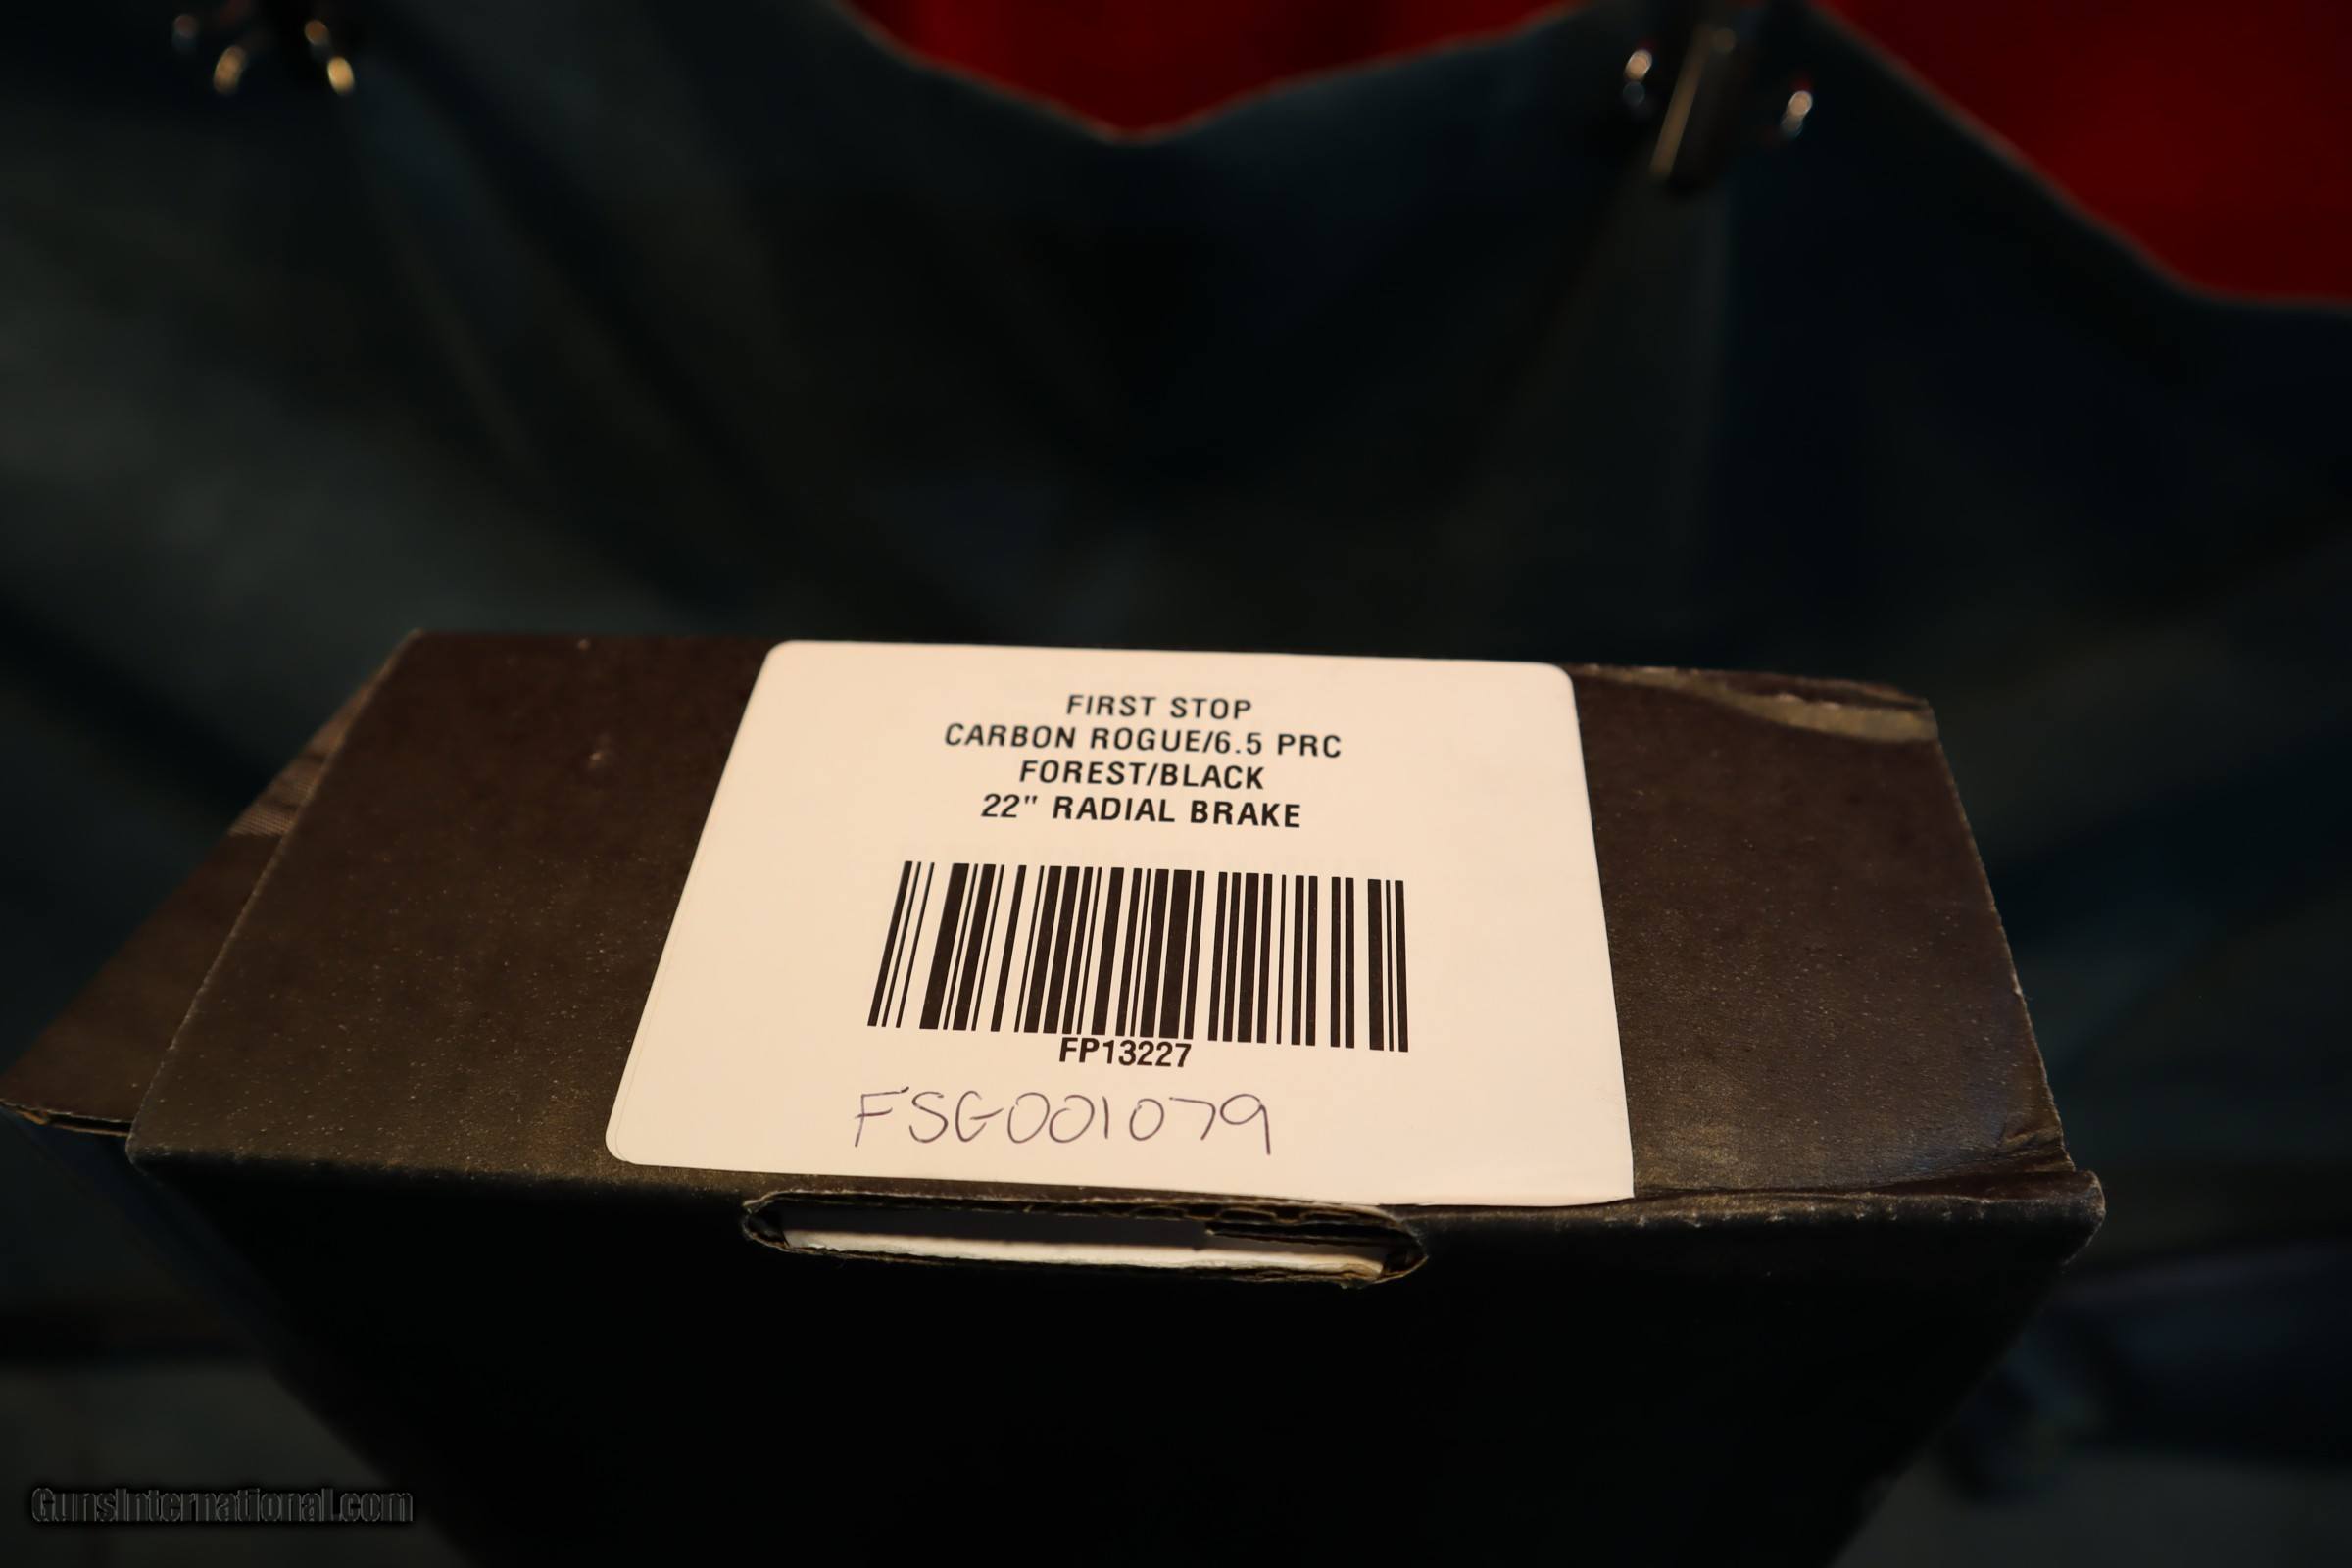 FIRST STOP
CARBON ROGUE/6.5 PRC
FOREST/BLACK
22" RADIAL BRAKE
FP13227
FSG001079
GunsInternational.com